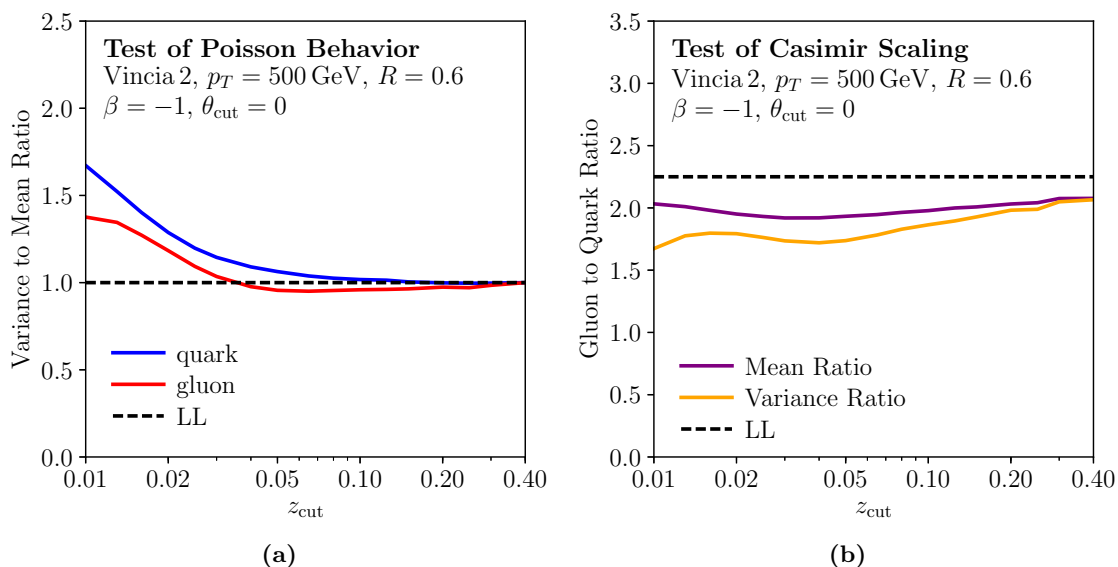 Test of Poisson Behavior
Vincia 2, p_T = 500 GeV, R = 0.6
β = −1, θ_cut = 0
Variance to Mean Ratio
2.5
2.0
1.5
1.0
0.5
0.0
quark
gluon
LL
0.01
0.02
0.05
0.10
0.20
0.40
z_cut
(a)
Test of Casimir Scaling
Vincia 2, p_T = 500 GeV, R = 0.6
β = −1, θ_cut = 0
Gluon to Quark Ratio
3.5
3.0
2.5
2.0
1.5
1.0
0.5
0.0
Mean Ratio
Variance Ratio
LL
0.01
0.02
0.05
0.10
0.20
0.40
z_cut
(b)